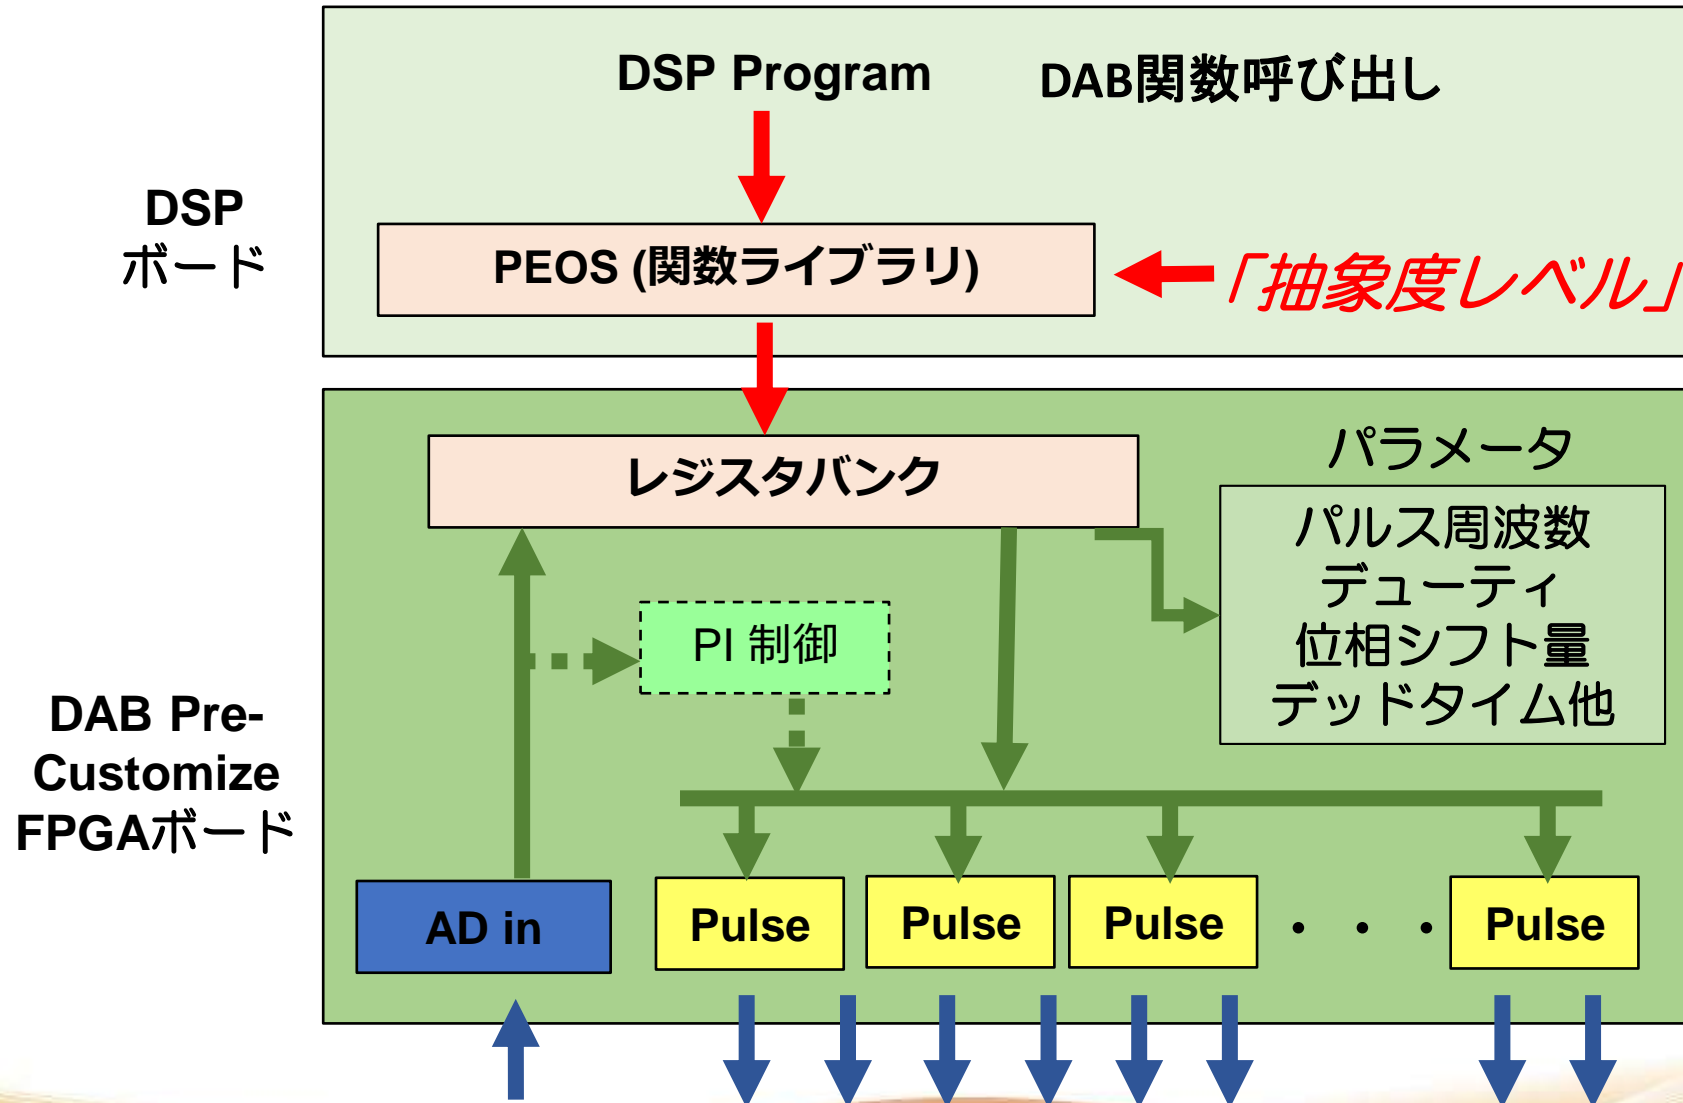 DSP Program
DAB関数呼び出し
DSP
ボード
PEOS (関数ライブラリ)
「抽象度レベル」
レジスタバンク
パラメータ
パルス周波数
デューティ
位相シフト量
デッドタイム他
PI 制御
DAB Pre-
Customize
FPGAボード
AD in
Pulse
Pulse
Pulse
・・・
Pulse